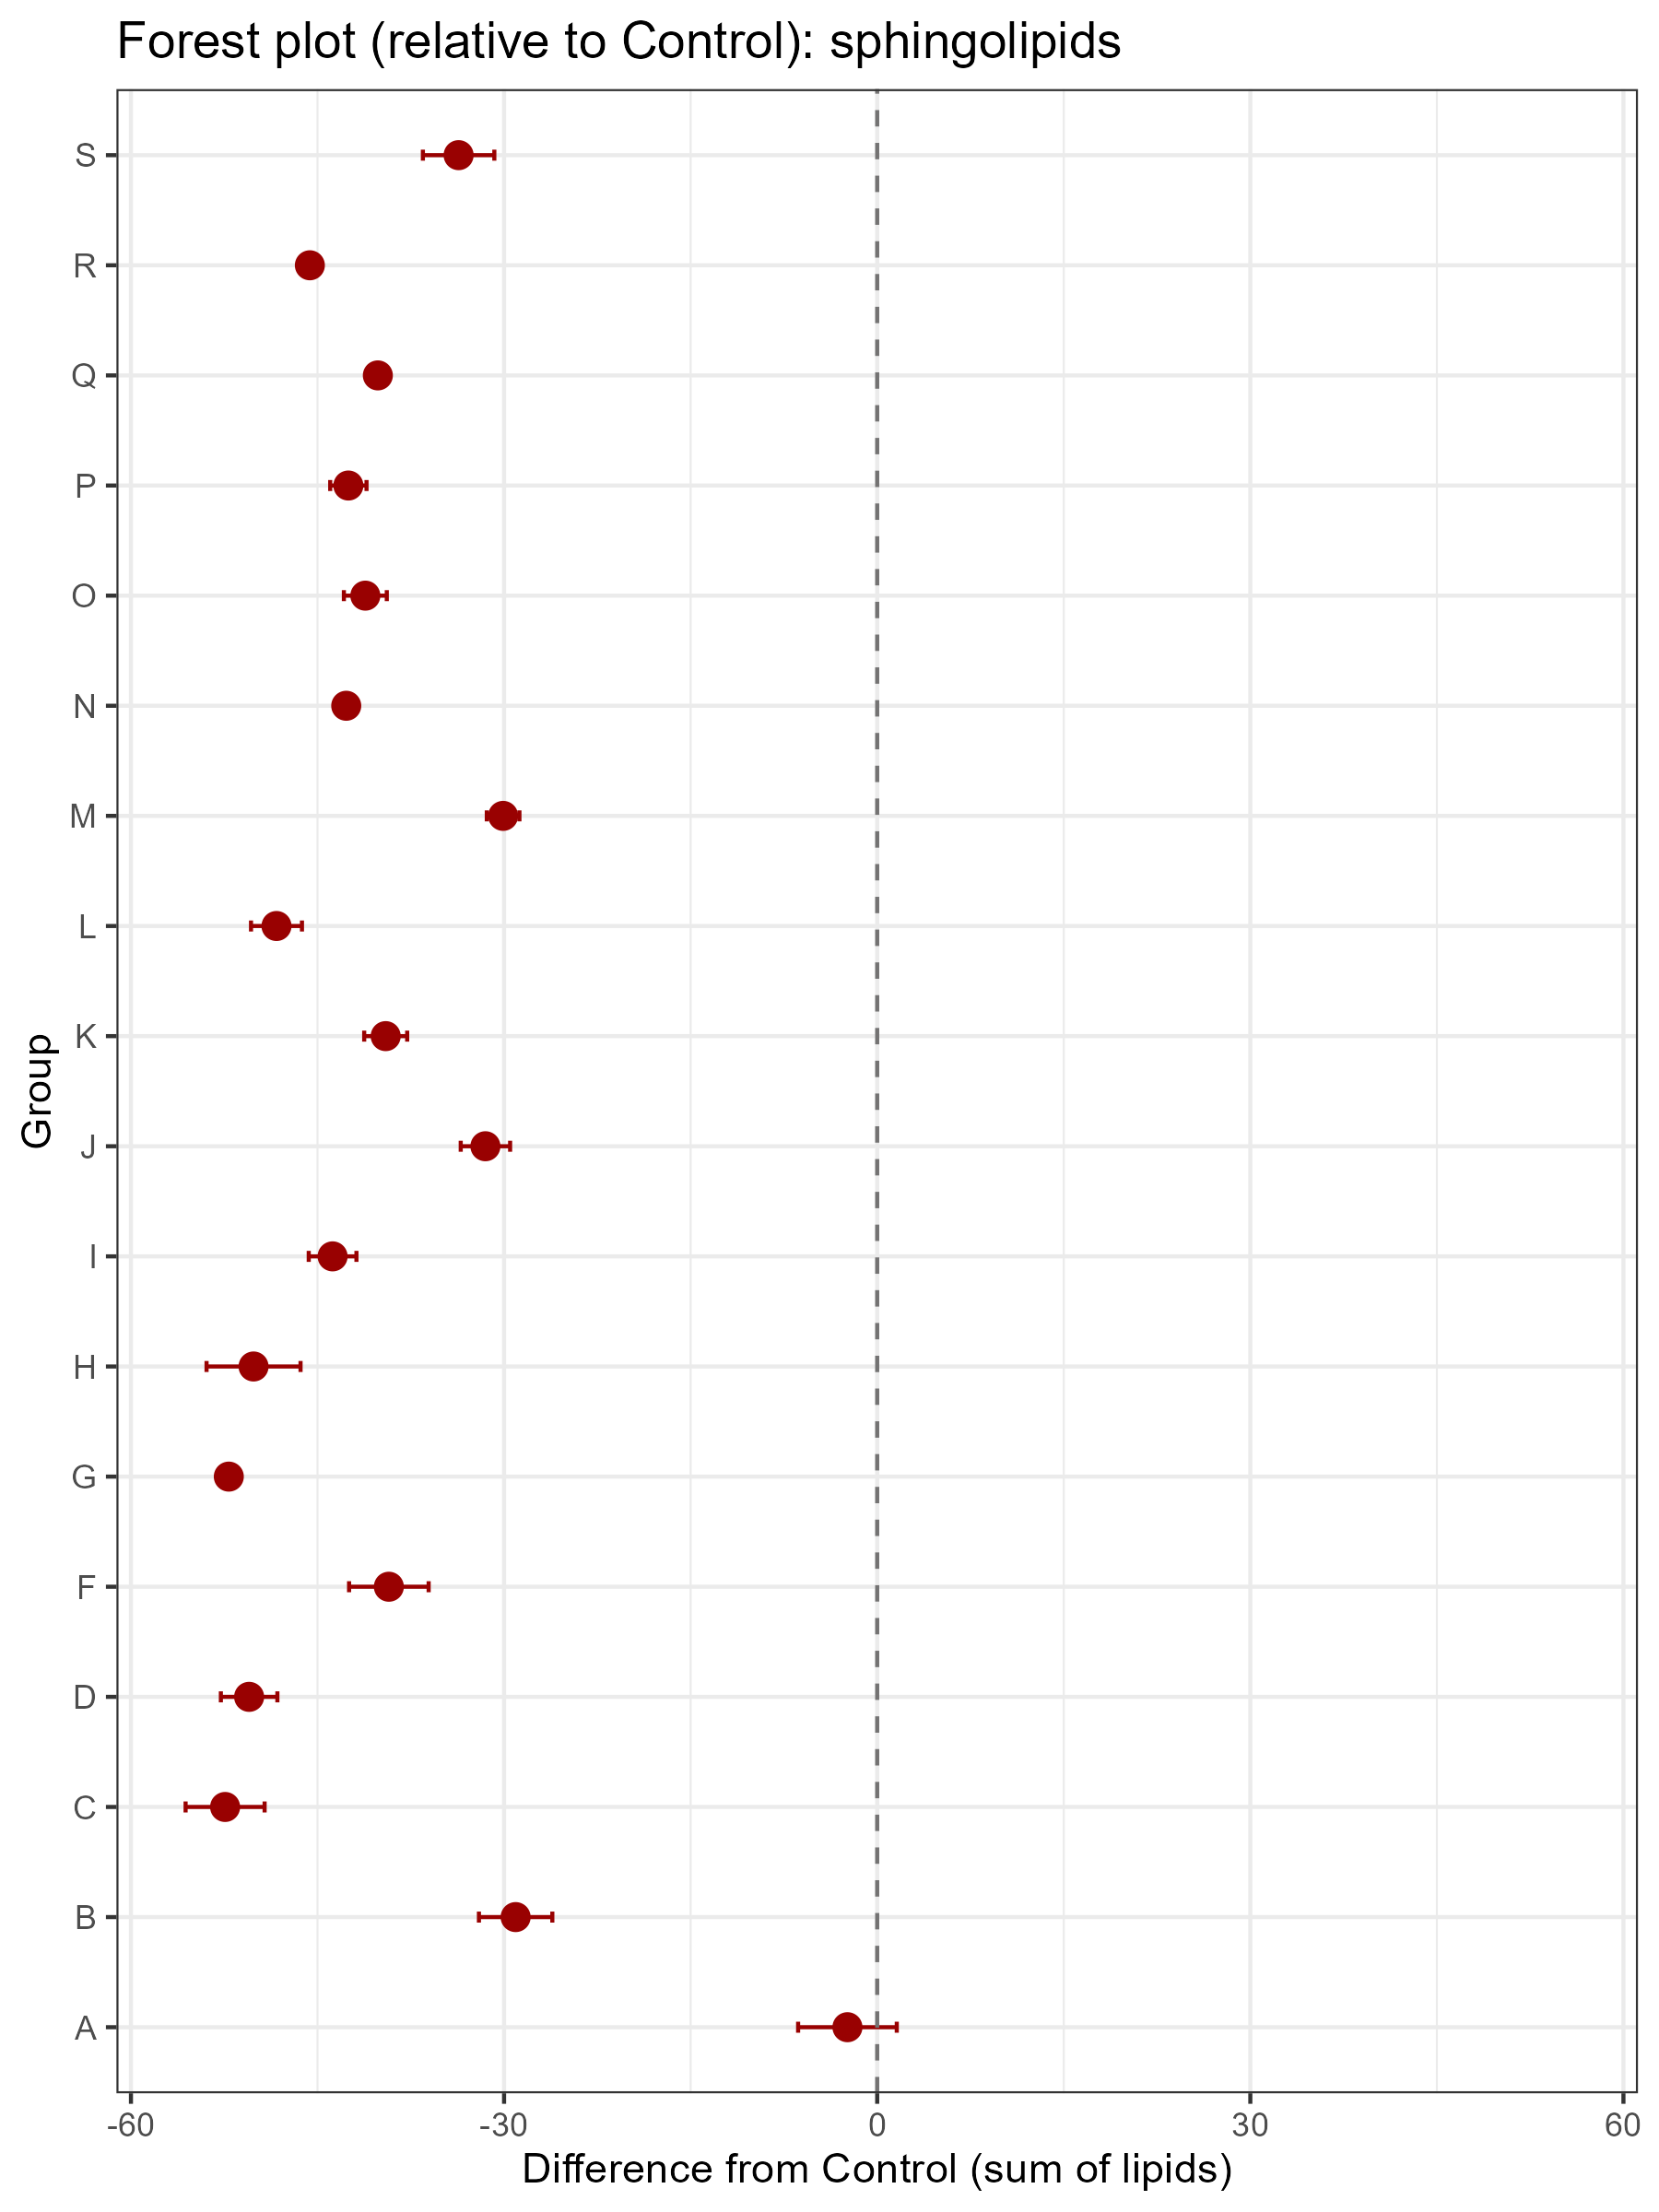 Forest plot (relative to Control): sphingolipids
S
R
Q
P
O
N
M
L
K
J
I
H
G
F
D
C
B
A
Group
-60 -30 0 30 60
Difference from Control (sum of lipids)